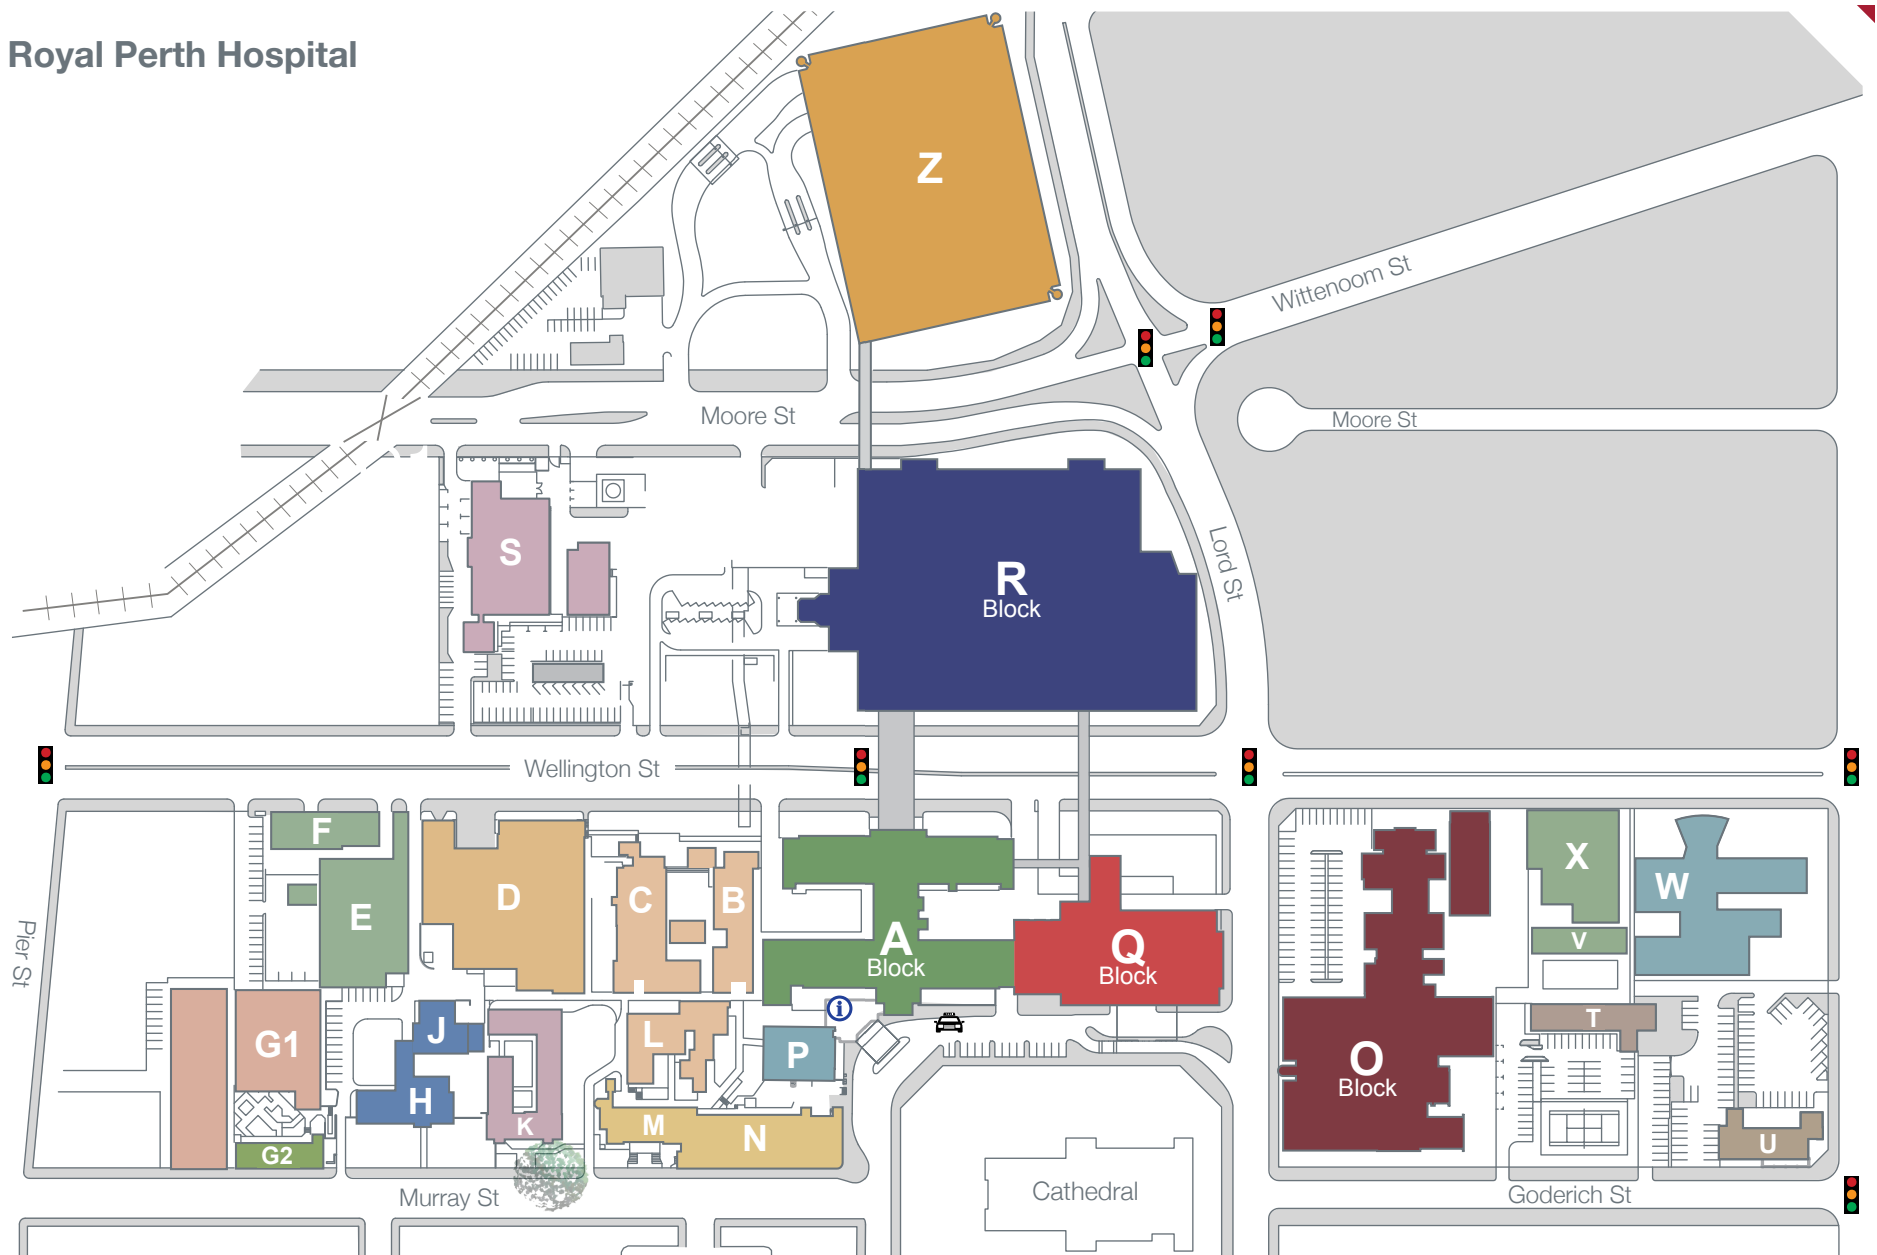 Royal Perth Hospital
Z
Wittenoom St
Moore St
Moore St
S
R
Block
Lord St
Wellington St
F
E
D
C
B
A
Block
Q
Block
X
W
V
Pier St
G1
J
H
K
L
P
i
M
N
G2
T
O
Block
U
Murray St
Cathedral
Goderich St